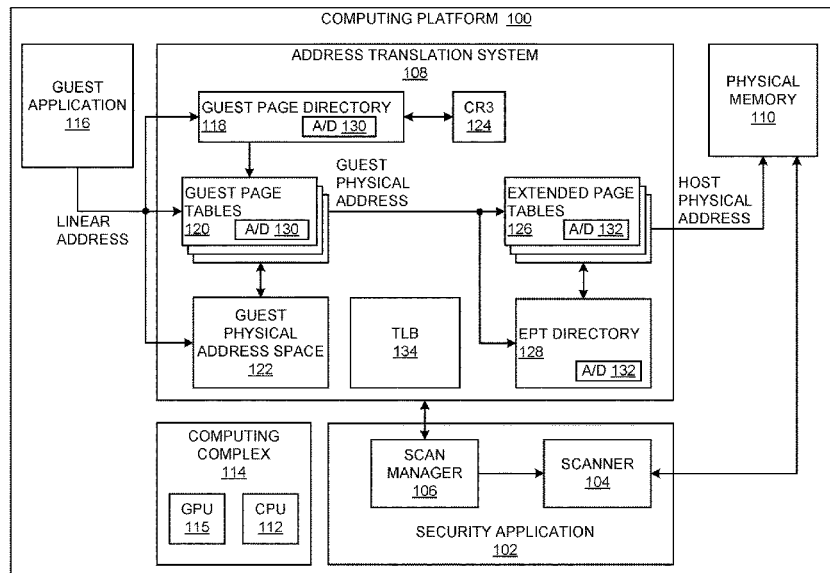 COMPUTING PLATFORM 100
GUEST
APPLICATION
116
LINEAR
ADDRESS
ADDRESS TRANSLATION SYSTEM
108
GUEST PAGE DIRECTORY
118
A/D 130
CR3
124
GUEST PAGE
TABLES
120
A/D 130
GUEST
PHYSICAL
ADDRESS
EXTENDED PAGE
TABLES
126
A/D 132
HOST
PHYSICAL
ADDRESS
PHYSICAL
MEMORY
110
GUEST
PHYSICAL
ADDRESS SPACE
122
TLB
134
EPT DIRECTORY
128
A/D 132
COMPUTING
COMPLEX
114
GPU
115
CPU
112
SCAN
MANAGER
106
SCANNER
104
SECURITY APPLICATION
102